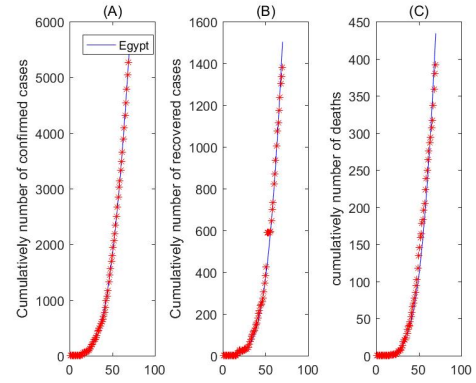 (A)
Cumulatively number of confirmed cases
6000
5000
4000
3000
2000
1000
0
0 50 100
Egypt
(B)
Cumulatively number of recovered cases
1600
1400
1200
1000
800
600
400
200
0
0 50 100
(C)
cumulatively number of deaths
450
400
350
300
250
200
150
100
50
0
0 50 100